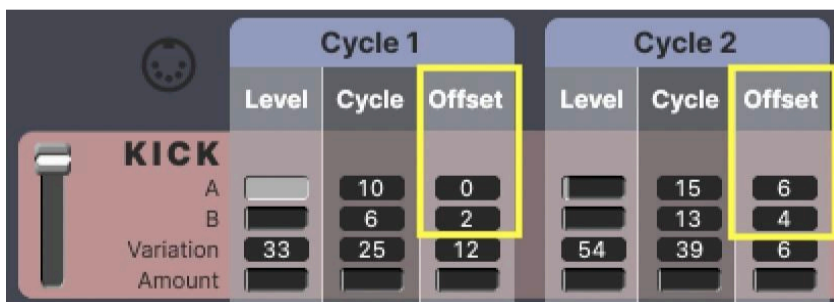 Cycle 1 Cycle 2
Level Cycle Offset Level Cycle Offset
KICK
A 10 0 15 6
B 6 2 13 4
Variation 33 25 12 54 39 6
Amount